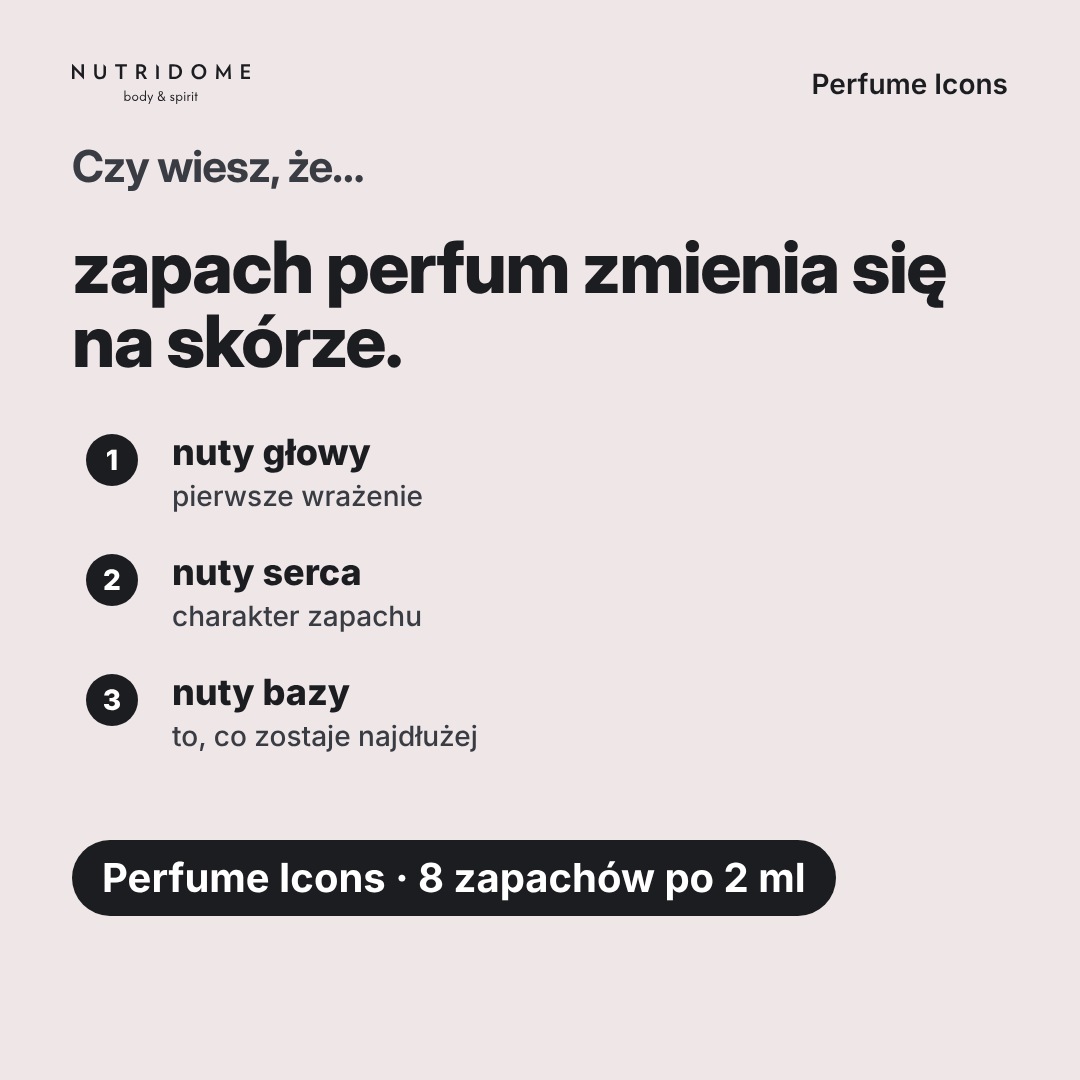 NUTRIDOME
body & spirit
Perfume Icons
Czy wiesz, że...
zapach perfum zmienia się
na skórze.
1
nuty głowy
pierwsze wrażenie
2
nuty serca
charakter zapachu
3
nuty bazy
to, co zostaje najdłużej
Perfume Icons · 8 zapachów po 2 ml